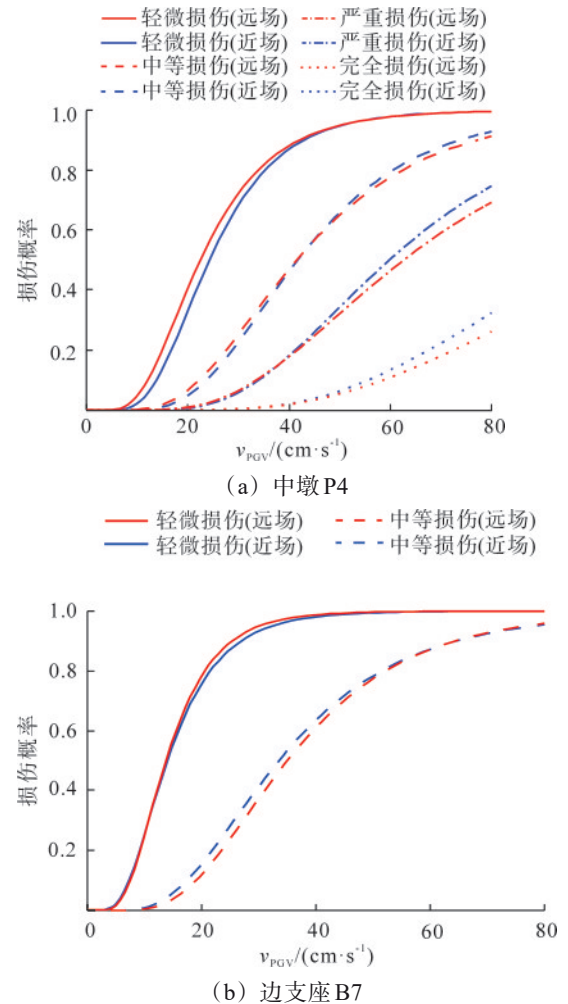 轻微损伤(远场) 严重损伤(远场)
轻微损伤(近场) 严重损伤(近场)
中等损伤(远场) 完全损伤(远场)
中等损伤(近场) 完全损伤(近场)
1.0
0.8
0.6
0.4
0.2
损伤概率
0 20 40 60 80
vPGV/(cm·s⁻¹)
(a) 中墩P4
轻微损伤(远场) 中等损伤(远场)
轻微损伤(近场) 中等损伤(近场)
1.0
0.8
0.6
0.4
0.2
损伤概率
0 20 40 60 80
vPGV/(cm·s⁻¹)
(b) 边支座B7